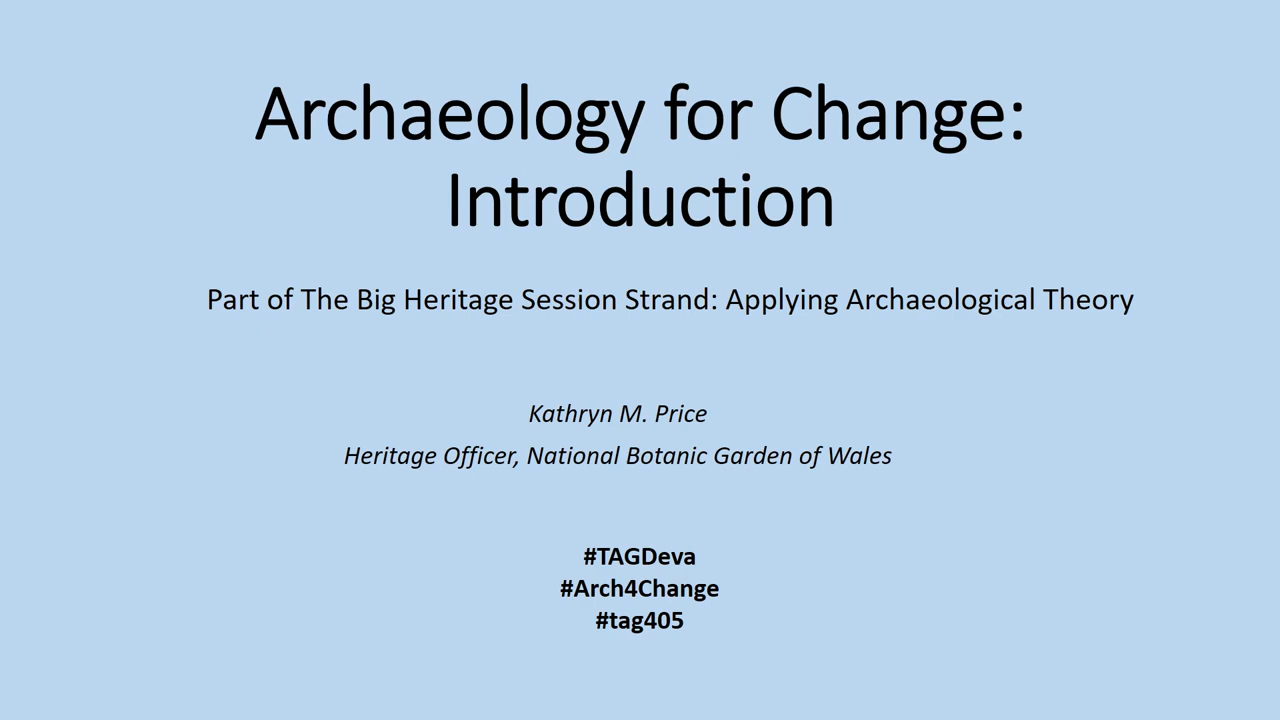 Archaeology for Change:
Introduction
Part of The Big Heritage Session Strand: Applying Archaeological Theory
Kathryn M. Price
Heritage Officer, National Botanic Garden of Wales
#TAGDeva
#Arch4Change
#tag405